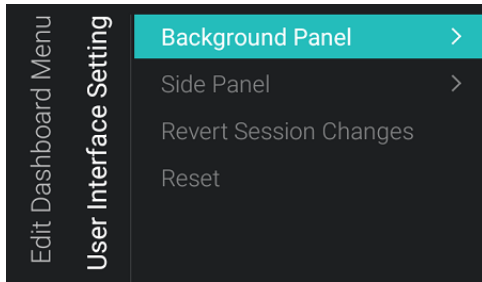 Edit Dashboard Menu
User Interface Setting
Background Panel >
Side Panel >
Revert Session Changes
Reset